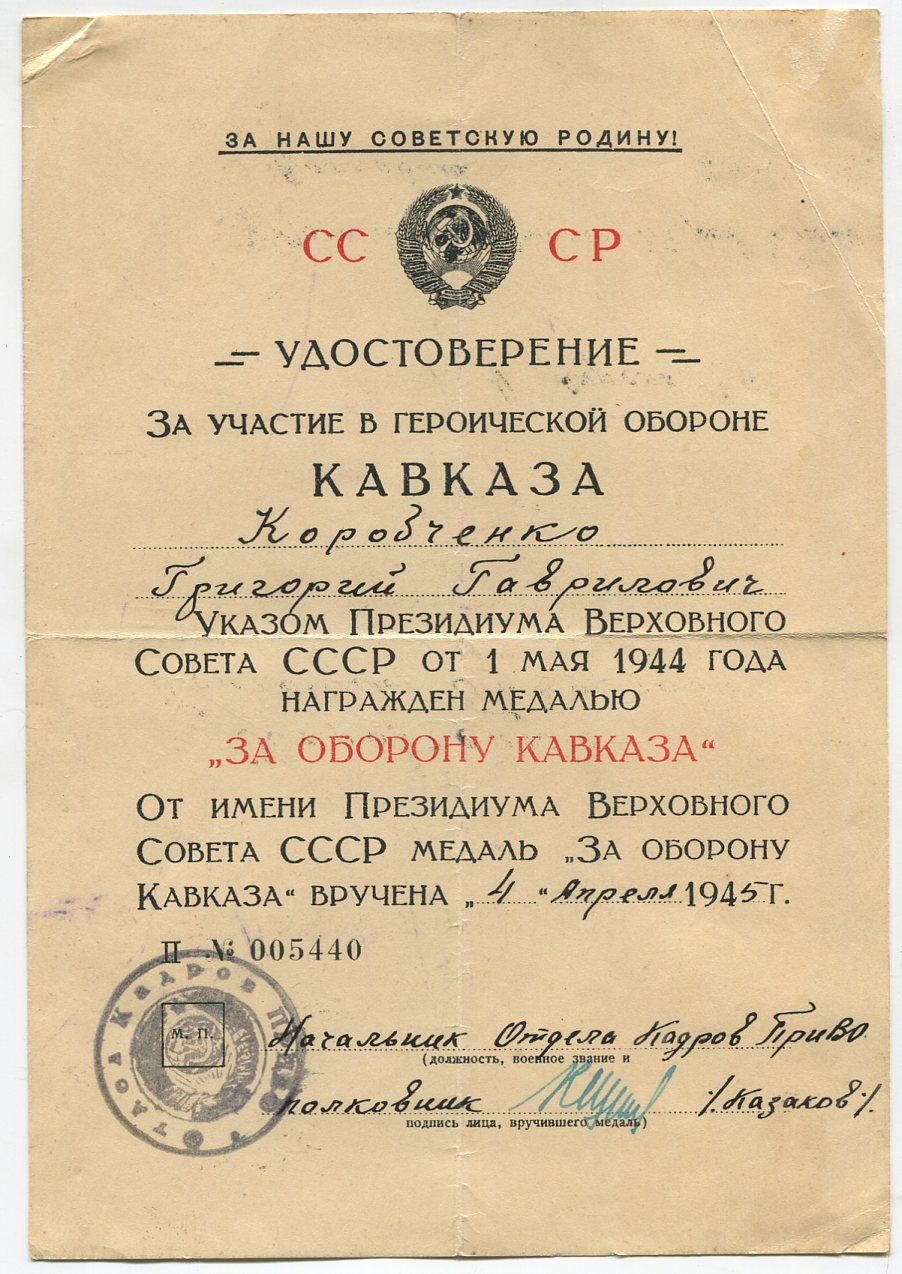 ЗА НАШУ СОВЕТСКУЮ РОДИНУ!
СС СР
УДОСТОВЕРЕНИЕ
ЗА УЧАСТИЕ В ГЕРОИЧЕСКОЙ ОБОРОНЕ
КАВКАЗА
Коробченко
Григорий Гаврилович
УКАЗОМ ПРЕЗИДИУМА ВЕРХОВНОГО
СОВЕТА СССР ОТ 1 МАЯ 1944 ГОДА
НАГРАЖДЕН МЕДАЛЬЮ
„ЗА ОБОРОНУ КАВКАЗА“
ОТ ИМЕНИ ПРЕЗИДИУМА ВЕРХОВНОГО
СОВЕТА СССР МЕДАЛЬ „ЗА ОБОРОНУ
КАВКАЗА“ ВРУЧЕНА „4“ Апреля 1945 Г.
П № 005440
М. П.
Начальник Отдела Кадров ПриВО
(должность, военное звание и
полковник /.Казаков./.
подпись лица, вручившего медаль)